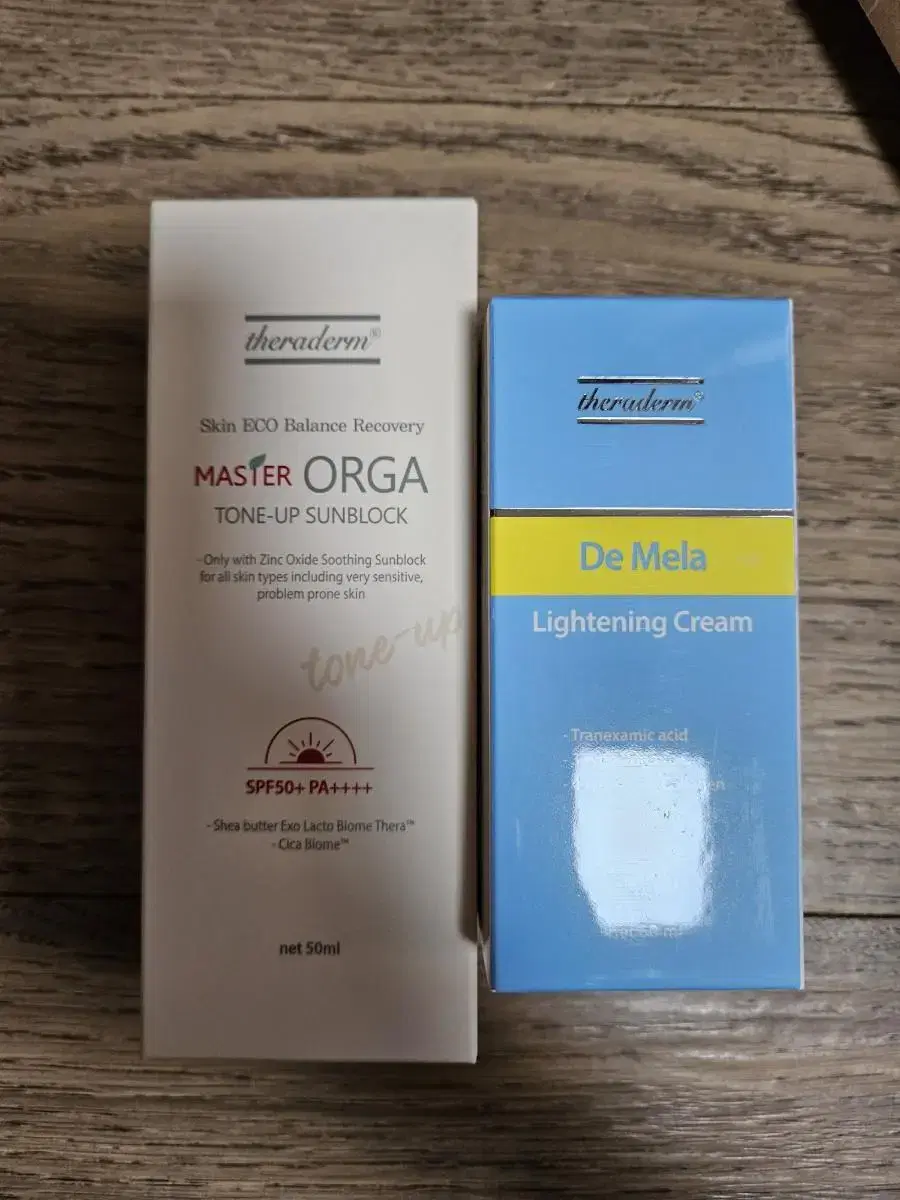 theraderm®
Skin ECO Balance Recovery
MASTER ORGA
TONE-UP SUNBLOCK
-Only with Zinc Oxide Soothing Sunblock
for all skin types including very sensitive,
problem prone skin
tone-up
SPF50+ PA++++
-Shea butter Exo Lacto Biome Thera™
-Cica Biome™
net 50ml
theraderm®
De Mela
Lightening Cream
-Tranexamic acid